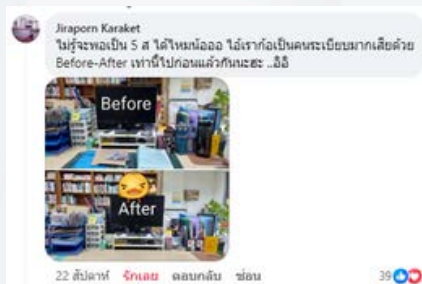 Jiraporn Karaket
ไม่รู้จะพอเป็น 5 ส ได้ไหมน้ออ ไอ้เราก้อเป็นคนระเบียบมากเสียด้วย
Before-After เท่านี้ไปก่อนแล้วกันนะฮะ ..อิอิ
Before
After
22 สัปดาห์ รักเลย ตอบกลับ ซ่อน 39